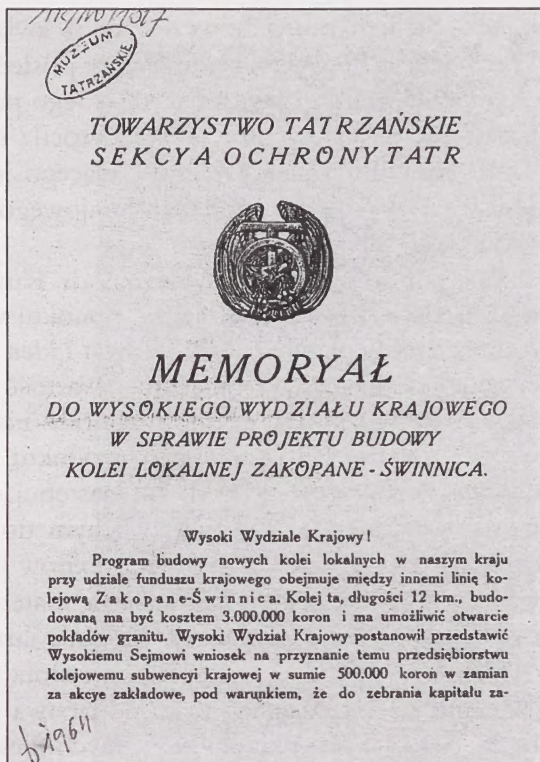 MUZEUM
TATRZAŃSKIE
TOWARZYSTWO TATRZAŃSKIE
SEKCYA OCHRONY TATR
MEMORYAŁ
DO WYSOKIEGO WYDZIAŁU KRAJOWEGO
W SPRAWIE PROJEKTU BUDOWY
KOLEI LOKALNEJ ZAKOPANE - ŚWINNICA.
Wysoki Wydziale Krajowy!
Program budowy nowych kolei lokalnych w naszym kraju
przy udziale funduszu krajowego obejmuje między innemi linię ko-
lejową Zakopane-Świnnica. Kolej ta, długości 12 km., budo-
dowaną ma być kosztem 3.000.000 koron i ma umożliwić otwarcie
pokładów granitu. Wysoki Wydział Krajowy postanowił przedstawić
Wysokiemu Sejmowi wniosek na przyznanie temu przedsiębiorstwu
kolejowemu subwencyi krajowej w sumie 500.000 koron w zamian
za akcye zakładowe, pod warunkiem, że do zebrania kapitału za-